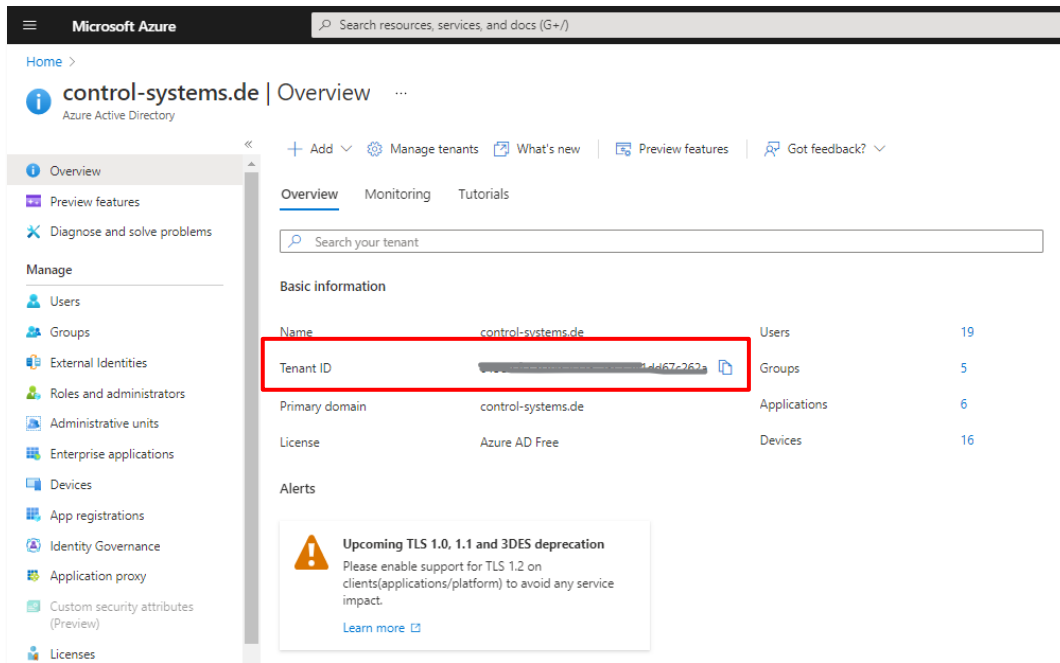 Microsoft Azure
Search resources, services, and docs (G+/)
Home >
control-systems.de | Overview ...
Azure Active Directory
«
Overview
Preview features
Diagnose and solve problems
Manage
Users
Groups
External Identities
Roles and administrators
Administrative units
Enterprise applications
Devices
App registrations
Identity Governance
Application proxy
Custom security attributes
(Preview)
Licenses
Add Manage tenants What's new Preview features Got feedback?
Overview Monitoring Tutorials
Search your tenant
Basic information
Name control-systems.de Users 19
Tenant ID Groups 5
Primary domain control-systems.de Applications 6
License Azure AD Free Devices 16
Alerts
Upcoming TLS 1.0, 1.1 and 3DES deprecation
Please enable support for TLS 1.2 on
clients(applications/platform) to avoid any service
impact.
Learn more